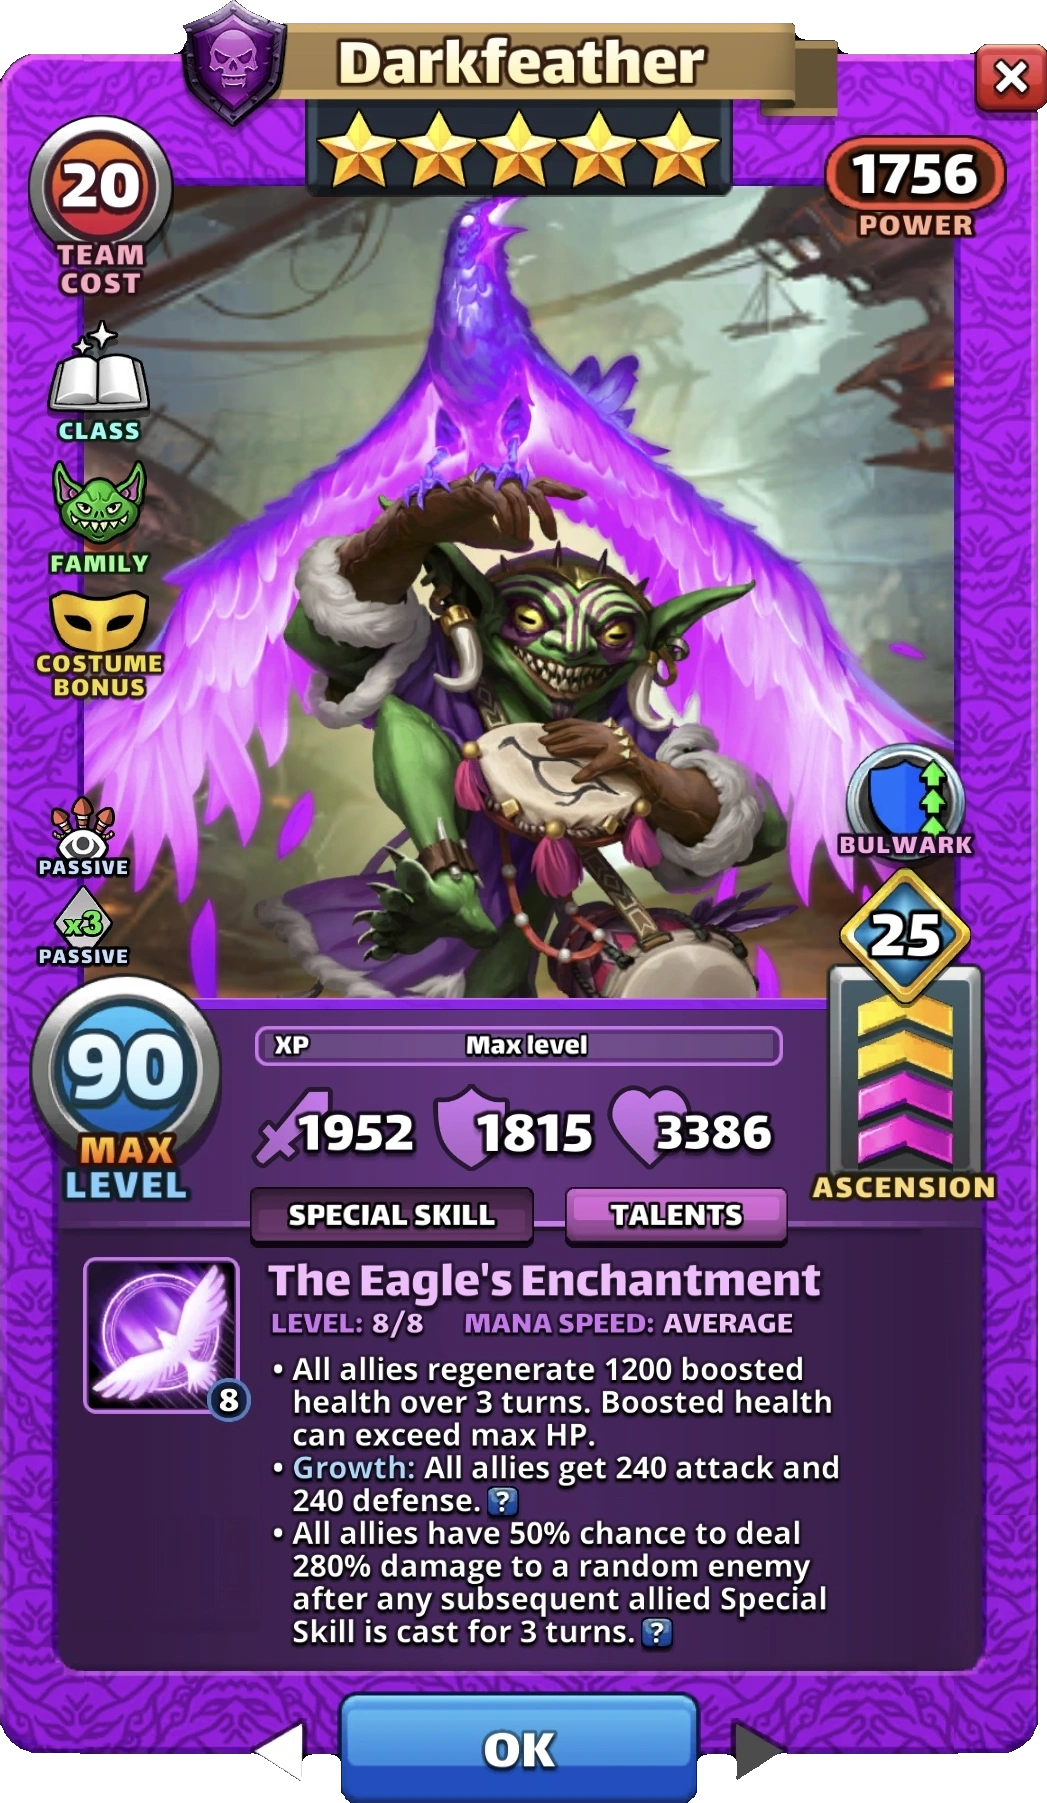 Darkfeather
20
TEAM
COST
1756
POWER
CLASS
FAMILY
COSTUME
BONUS
PASSIVE
x3
PASSIVE
BULWARK
25
90
MAX
LEVEL
XP Max level
1952 1815 3386
ASCENSION
SPECIAL SKILL TALENTS
The Eagle's Enchantment
LEVEL: 8/8 MANA SPEED: AVERAGE
8
• All allies regenerate 1200 boosted
health over 3 turns. Boosted health
can exceed max HP.
• Growth: All allies get 240 attack and
240 defense. ?
• All allies have 50% chance to deal
280% damage to a random enemy
after any subsequent allied Special
Skill is cast for 3 turns. ?
OK